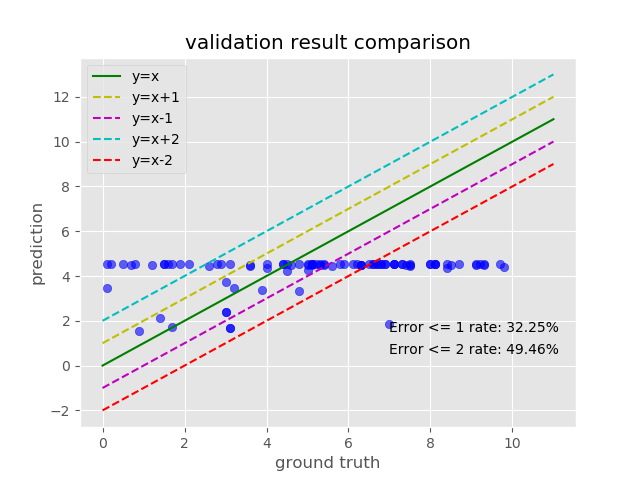 validation result comparison
y=x
y=x+1
y=x-1
y=x+2
y=x-2
12
10
8
6
4
2
0
−2
prediction
Error <= 1 rate: 32.25%
Error <= 2 rate: 49.46%
0 2 4 6 8 10
ground truth